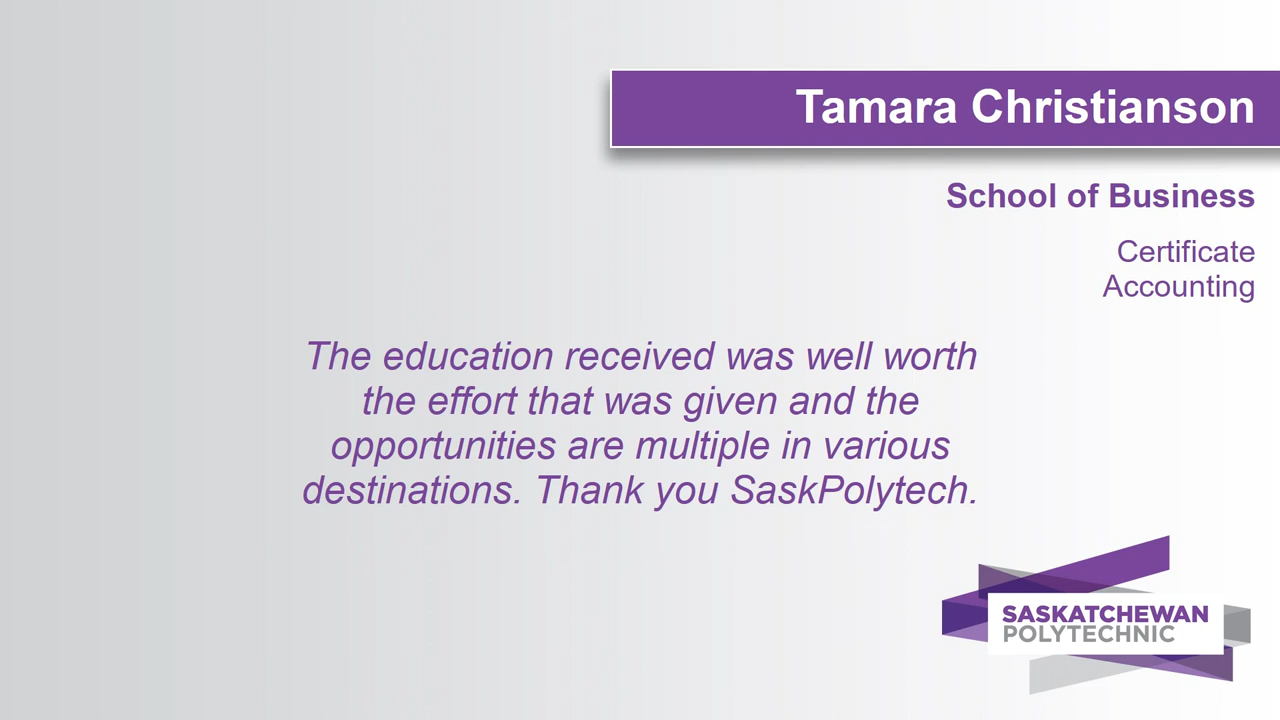 Tamara Christianson
School of Business
Certificate
Accounting
The education received was well worth
the effort that was given and the
opportunities are multiple in various
destinations. Thank you SaskPolytech.
SASKATCHEWAN
POLYTECHNIC